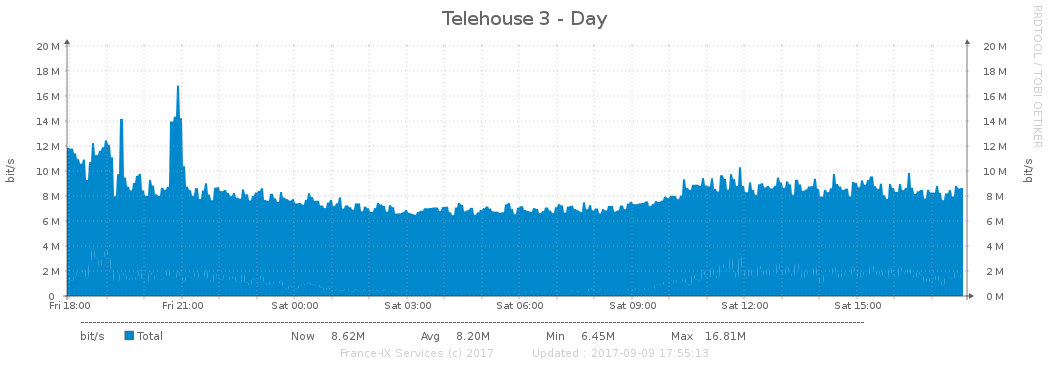 Telehouse 3 - Day
RRDTOOL / TOBI OETIKER
bit/s
bit/s
20 M 20 M
18 M 18 M
16 M 16 M
14 M 14 M
12 M 12 M
10 M 10 M
8 M 8 M
6 M 6 M
4 M 4 M
2 M 2 M
0 0 M
Fri 18:00 Fri 21:00 Sat 00:00 Sat 03:00 Sat 06:00 Sat 09:00 Sat 12:00 Sat 15:00
bit/s Total Now 8.62M Avg 8.20M Min 6.45M Max 16.81M
France-IX Services (c) 2017 Updated : 2017-09-09 17:55:13